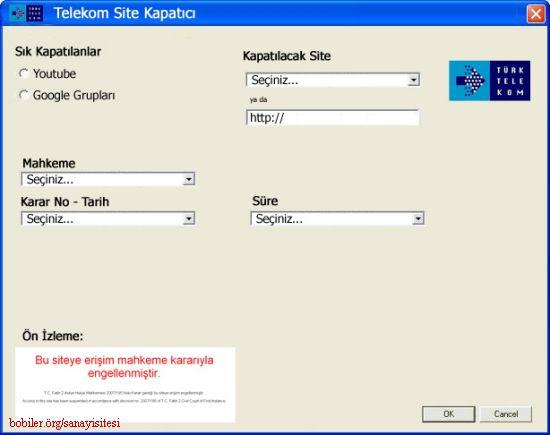 Telekom Site Kapatıcı
Sık Kapatılanlar
Youtube
Google Grupları
Kapatılacak Site
Seçiniz...
ya da
http://
TÜRK
TELE
KOM
Mahkeme
Seçiniz...
Karar No - Tarih
Seçiniz...
Süre
Seçiniz...
Ön İzleme:
Bu siteye erişim mahkeme kararıyla
engellenmiştir.
T.C. Fatih 2.Asliye Hukuk Mahkemesi 2007/195 Nolu Kararı gereği bu siteye erişim engellenmiştir.
Access to this site has been suspended in accordance with decision no: 2007/195 of T.C. Fatih 2.Civil Court of First Instance.
bobiler.org/sanayisitesi
OK
Cancel